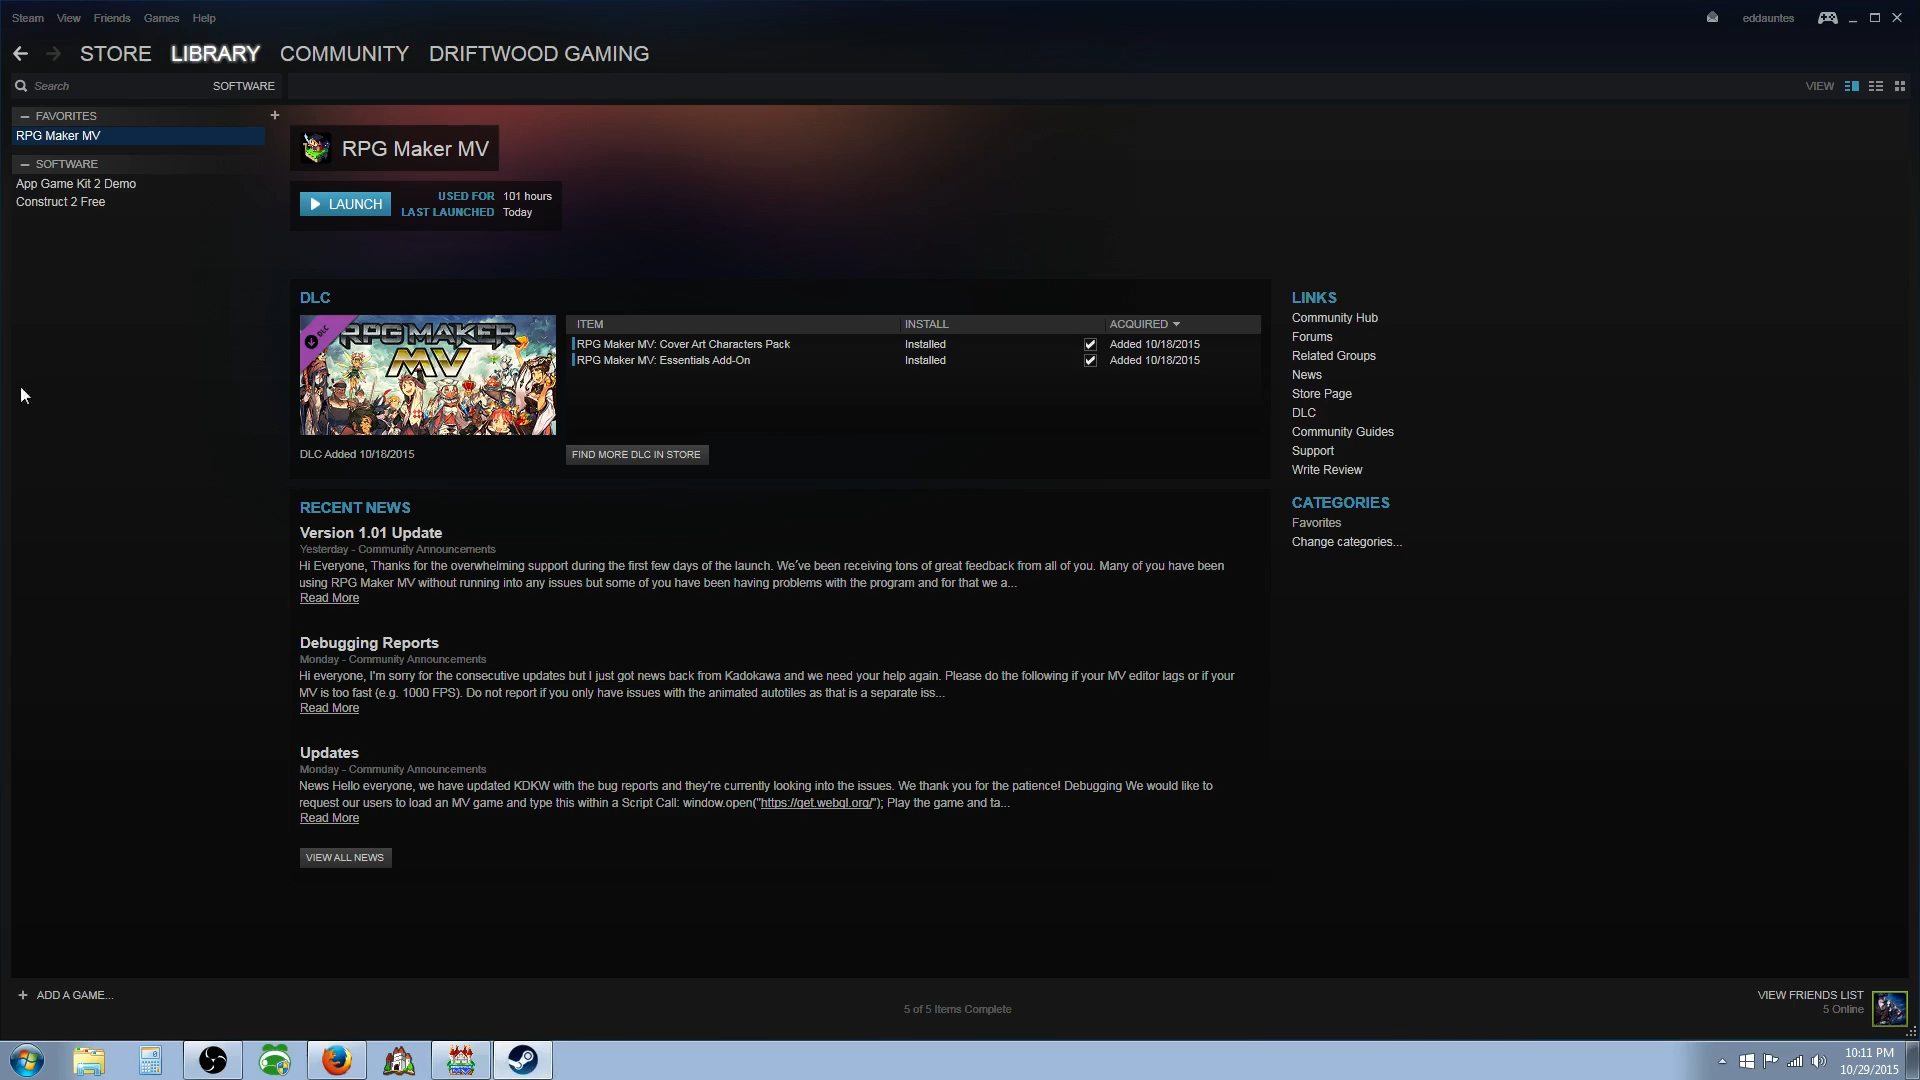 Steam View Friends Games Help
eddauntes
STORE LIBRARY COMMUNITY DRIFTWOOD GAMING
Search SOFTWARE
VIEW
FAVORITES
RPG Maker MV
SOFTWARE
App Game Kit 2 Demo
Construct 2 Free
RPG Maker MV
LAUNCH
USED FOR 101 hours
LAST LAUNCHED Today
DLC
DLC
RPG MAKER
MV
DLC Added 10/18/2015
ITEM INSTALL ACQUIRED
RPG Maker MV: Cover Art Characters Pack Installed Added 10/18/2015
RPG Maker MV: Essentials Add-On Installed Added 10/18/2015
FIND MORE DLC IN STORE
RECENT NEWS
Version 1.01 Update
Yesterday - Community Announcements
Hi Everyone, Thanks for the overwhelming support during the first few days of the launch. We´ve been receiving tons of great feedback from all of you. Many of you have been
using RPG Maker MV without running into any issues but some of you have been having problems with the program and for that we a...
Read More
Debugging Reports
Monday - Community Announcements
Hi everyone, I'm sorry for the consecutive updates but I just got news back from Kadokawa and we need your help again. Please do the following if your MV editor lags or if your
MV is too fast (e.g. 1000 FPS). Do not report if you only have issues with the animated autotiles as that is a separate iss...
Read More
Updates
Monday - Community Announcements
News Hello everyone, we have updated KDKW with the bug reports and they're currently looking into the issues. We thank you for the patience! Debugging We would like to
request our users to load an MV game and type this within a Script Call: window.open("https://get.webgl.org/"); Play the game and ta...
Read More
VIEW ALL NEWS
LINKS
Community Hub
Forums
Related Groups
News
Store Page
DLC
Community Guides
Support
Write Review
CATEGORIES
Favorites
Change categories...
ADD A GAME...
5 of 5 Items Complete
VIEW FRIENDS LIST
5 Online
10:11 PM
10/29/2015